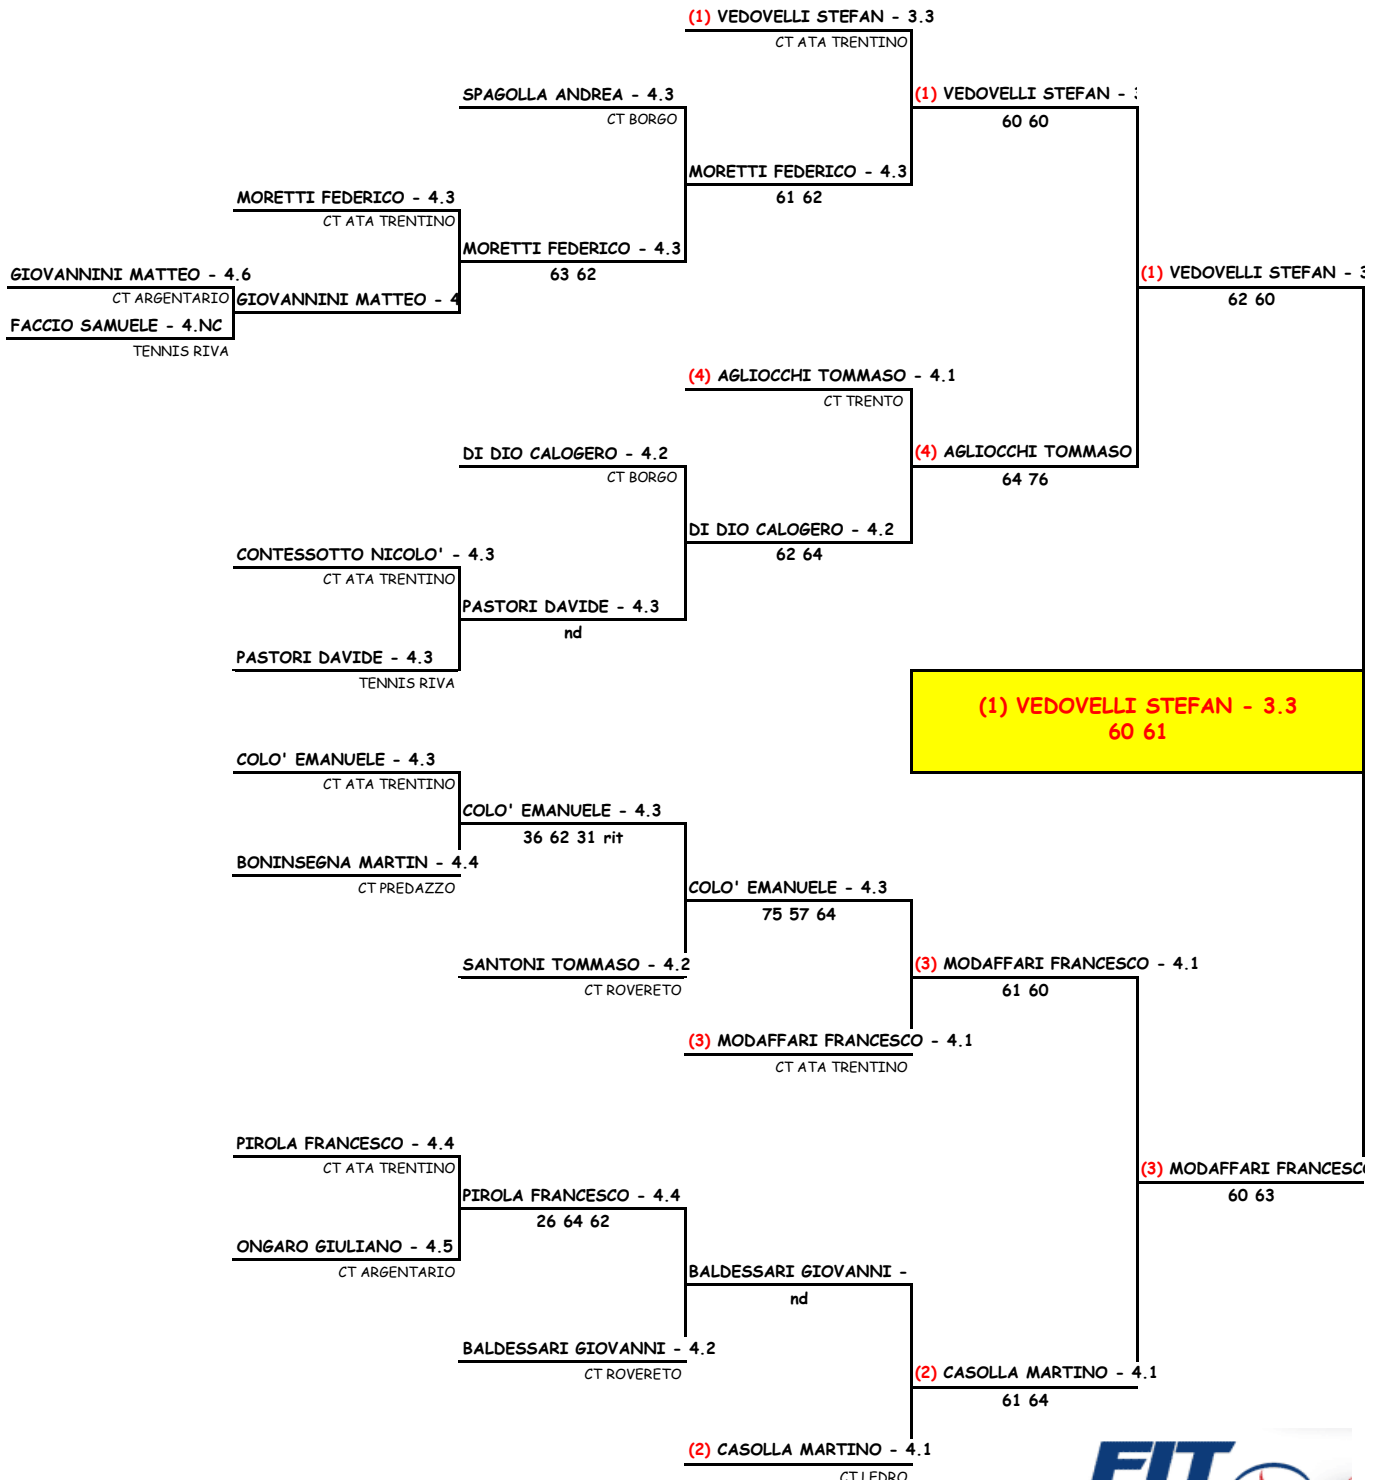 (1) VEDOVELLI STEFAN - 3.3
CT ATA TRENTINO
SPAGOLLA ANDREA - 4.3
(1) VEDOVELLI STEFAN -
CT BORGO
60 60
MORETTI FEDERICO - 4.3
61 62
MORETTI FEDERICO - 4.3
CT ATA TRENTINO
MORETTI FEDERICO - 4.3
63 62
GIOVANNINI MATTEO - 4.6
(1) VEDOVELLI STEFAN - 3
CT ARGENTARIO
GIOVANNINI MATTEO - 4
62 60
FACCIO SAMUELE - 4.NC
TENNIS RIVA
(4) AGLIOCCHI TOMMASO - 4.1
CT TRENTO
DI DIO CALOGERO - 4.2
(4) AGLIOCCHI TOMMASO
CT BORGO
64 76
DI DIO CALOGERO - 4.2
62 64
CONTESSOTTO NICOLO' - 4.3
CT ATA TRENTINO
PASTORI DAVIDE - 4.3
nd
PASTORI DAVIDE - 4.3
TENNIS RIVA
(1) VEDOVELLI STEFAN - 3.3
60 61
COLO' EMANUELE - 4.3
CT ATA TRENTINO
COLO' EMANUELE - 4.3
36 62 31 rit
BONINSEGNA MARTIN - 4.4
CT PREDAZZO
COLO' EMANUELE - 4.3
75 57 64
SANTONI TOMMASO - 4.2
(3) MODAFFARI FRANCESCO - 4.1
CT ROVERETO
61 60
(3) MODAFFARI FRANCESCO - 4.1
CT ATA TRENTINO
PIROLA FRANCESCO - 4.4
CT ATA TRENTINO
(3) MODAFFARI FRANCESCO
PIROLA FRANCESCO - 4.4
60 63
26 64 62
ONGARO GIULIANO - 4.5
CT ARGENTARIO
BALDESSARI GIOVANNI -
nd
BALDESSARI GIOVANNI - 4.2
CT ROVERETO
(2) CASOLLA MARTINO - 4.1
61 64
(2) CASOLLA MARTINO - 4.1
CT LEDRO
FIT